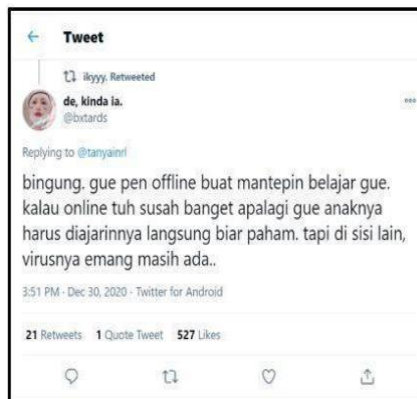 Tweet
ikyyy. Retweeted
de, kinda ia.
@bxtards
Replying to @tanyainrl
bingung. gue pen offline buat mantepin belajar gue.
kalau online tuh susah banget apalagi gue anaknya
harus diajarinnya langsung biar paham. tapi di sisi lain,
virusnya emang masih ada..
3:51 PM · Dec 30, 2020 · Twitter for Android
21 Retweets 1 Quote Tweet 527 Likes